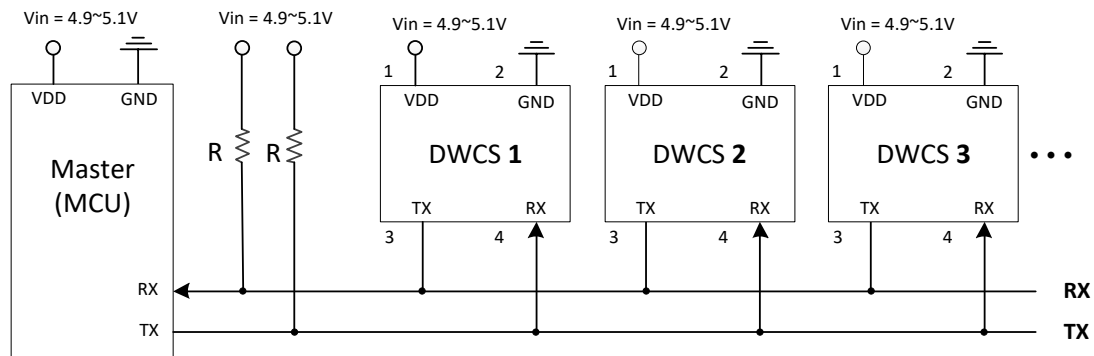 Vin = 4.9~5.1V
Vin = 4.9~5.1V
Vin = 4.9~5.1V
Vin = 4.9~5.1V
Vin = 4.9~5.1V
VDD
GND
Master
(MCU)
RX
TX
R
R
1
2
VDD
GND
DWCS 1
TX
RX
3
4
1
2
VDD
GND
DWCS 2
TX
RX
3
4
1
2
VDD
GND
DWCS 3
TX
RX
3
4
• • •
RX
TX